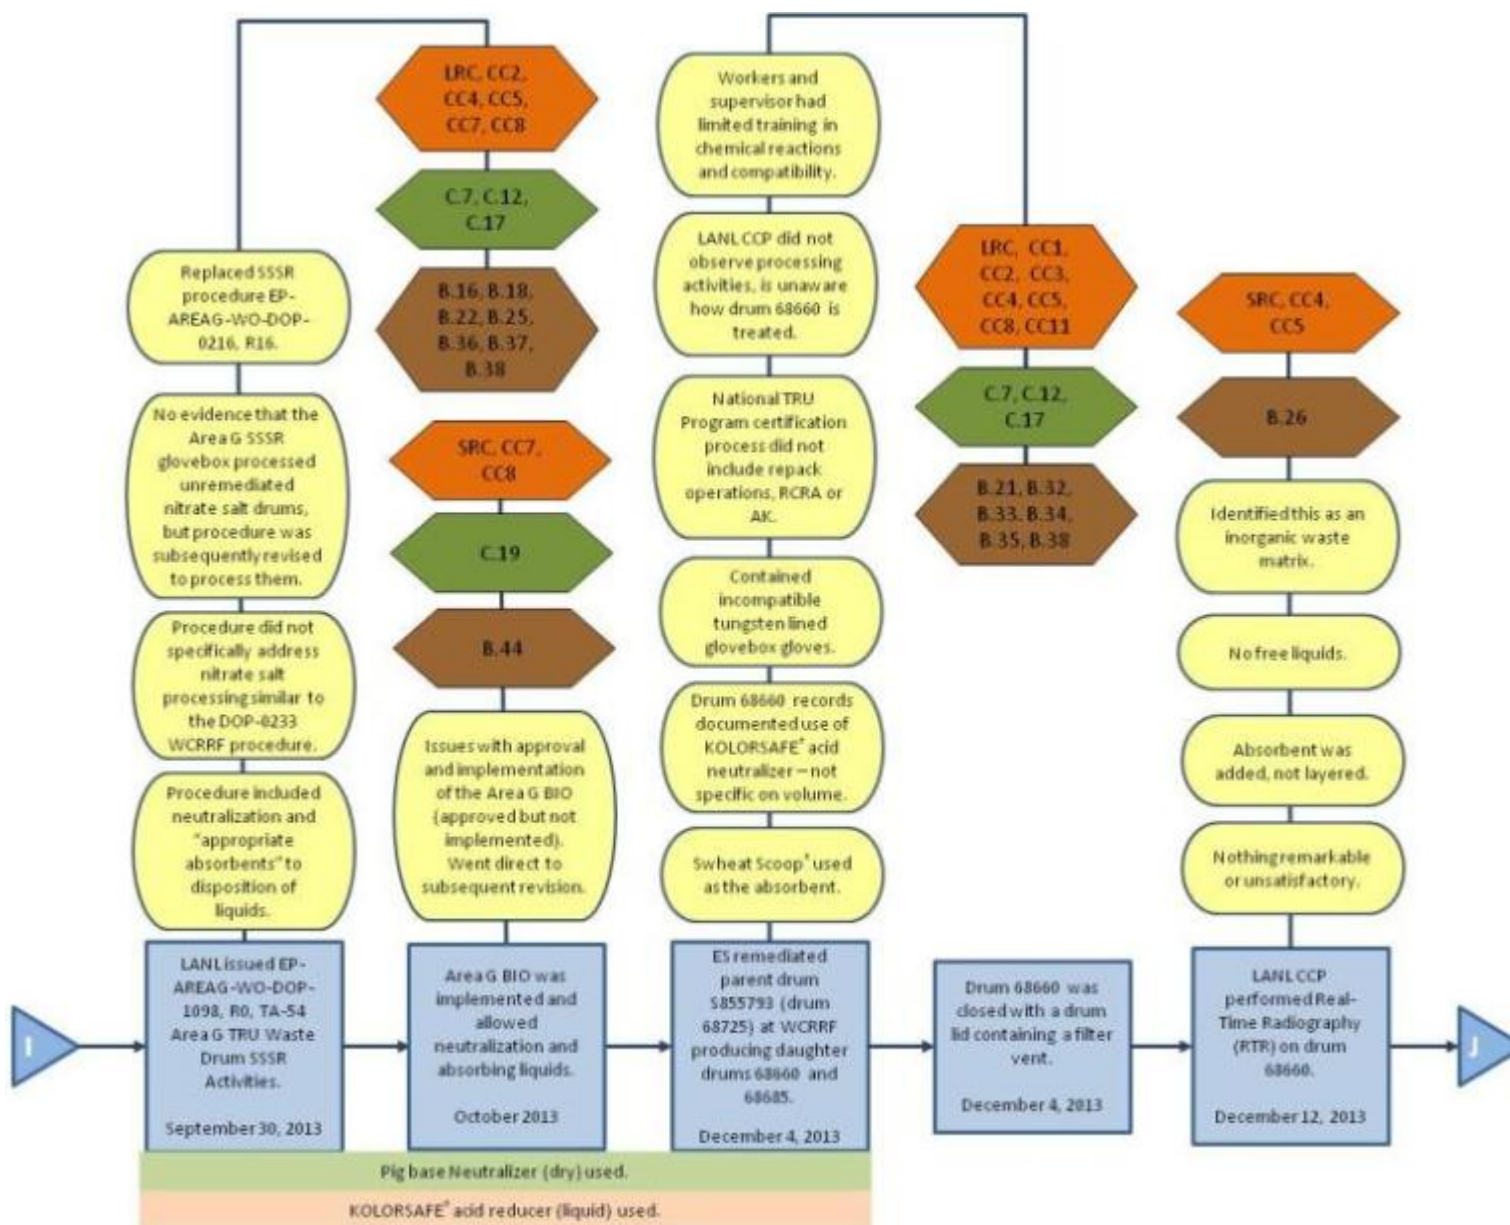 LRC, CC2,
CC4, CC5,
CC7, CC8
C.7, C.12,
C.17
B.16, B.18,
B.22, B.25,
B.36, B.37,
B.38
Replaced SSSR
procedure EP-
AREAG-WO-DOP-
0216, R16.
No evidence that the
Area G SSSR
glovebox processed
unremediated
nitrate salt drums,
but procedure was
subsequently revised
to process them.
Procedure did not
specifically address
nitrate salt
processing similar to
the DOP-0233
WCRRF procedure.
Procedure included
neutralization and
"appropriate
absorbents" to
disposition of
liquids.
LANL issued EP-
AREAG-WO-DOP-
1098, R0, TA-54
Area G TRU Waste
Drum SSSR
Activities.
September 30, 2013
SRC, CC7,
CC8
C.19
B.44
Issues with approval
and implementation
of the Area G BIO
(approved but not
implemented).
Went direct to
subsequent revision.
Area G BIO was
implemented and
allowed
neutralization and
absorbing liquids.
October 2013
Workers and
supervisor had
limited training in
chemical reactions
and compatibility.
LANL CCP did not
observe processing
activities, is unaware
how drum 68660 is
treated.
National TRU
Program certification
process did not
include repack
operations, RCRA or
AK.
Contained
incompatible
tungsten lined
glovebox gloves.
Drum 68660 records
documented use of
KOLORSAFE® acid
neutralizer – not
specific on volume.
Swheat Scoop® used
as the absorbent.
ES remediated
parent drum
S855793 (drum
68725) at WCRRF
producing daughter
drums 68660 and
68685.
December 4, 2013
LRC, CC1,
CC2, CC3,
CC4, CC5,
CC8, CC11
C.7, C.12,
C.17
B.21, B.32,
B.33, B.34,
B.35, B.38
Drum 68660 was
closed with a drum
lid containing a filter
vent.
December 4, 2013
SRC, CC4,
CC5
B.26
Identified this as an
inorganic waste
matrix.
No free liquids.
Absorbent was
added, not layered.
Nothing remarkable
or unsatisfactory.
LANL CCP
performed Real-
Time Radiography
(RTR) on drum
68660.
December 12, 2013
I
J
Pig base Neutralizer (dry) used.
KOLORSAFE® acid reducer (liquid) used.